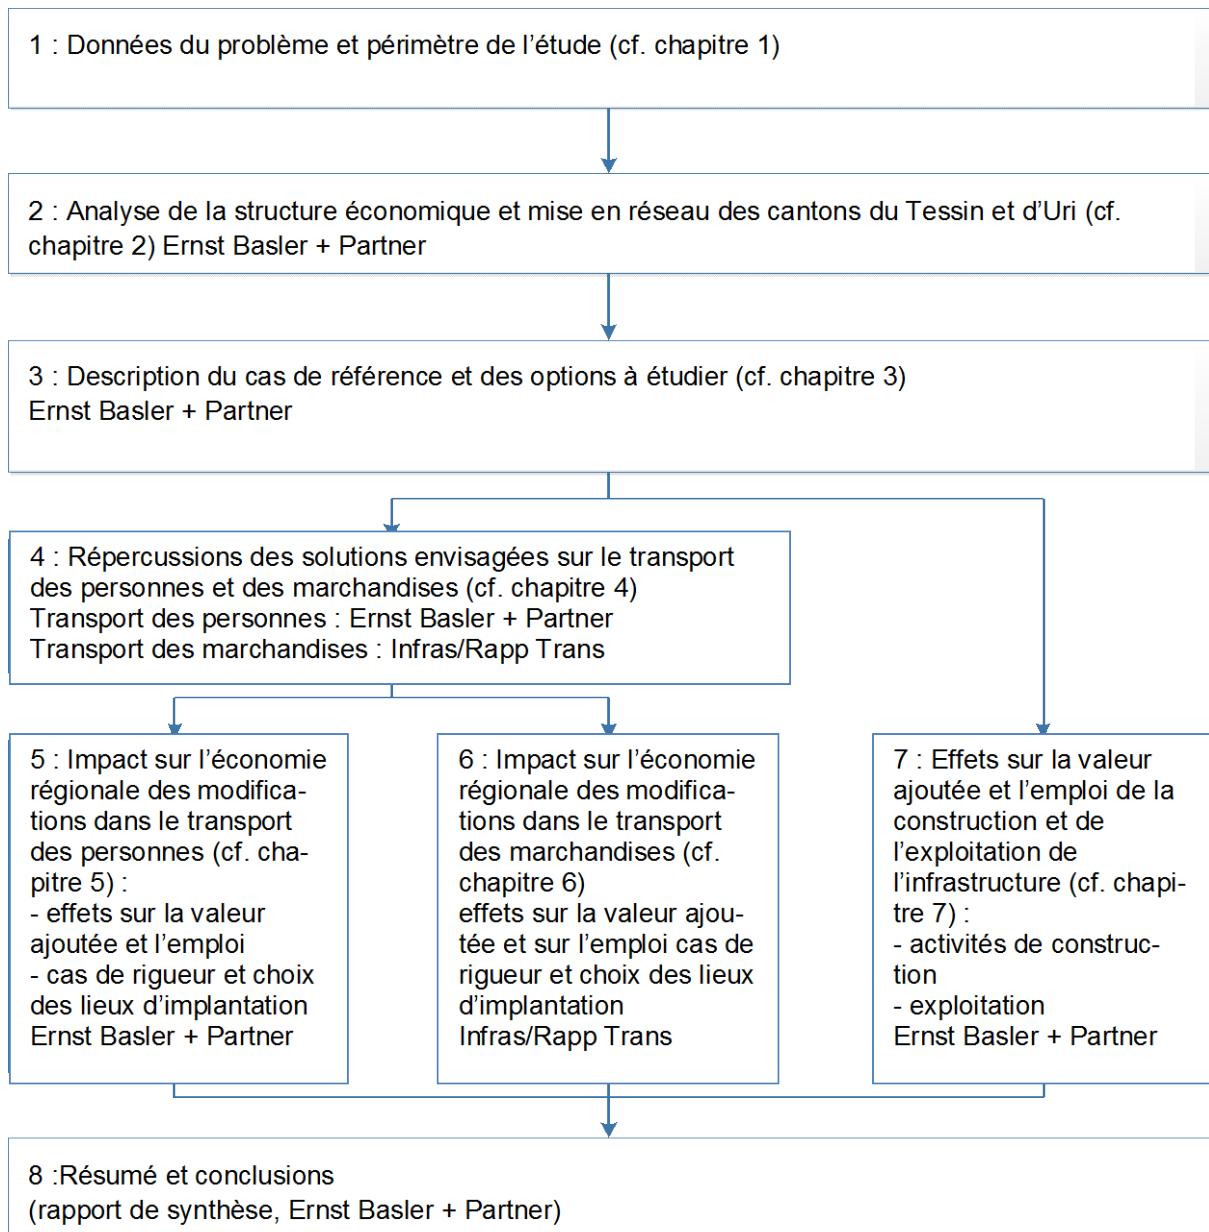 1 : Données du problème et périmètre de l’étude (cf. chapitre 1)
2 : Analyse de la structure économique et mise en réseau des cantons du Tessin et d’Uri (cf.
chapitre 2) Ernst Basler + Partner
3 : Description du cas de référence et des options à étudier (cf. chapitre 3)
Ernst Basler + Partner
4 : Répercussions des solutions envisagées sur le transport
des personnes et des marchandises (cf. chapitre 4)
Transport des personnes : Ernst Basler + Partner
Transport des marchandises : Infras/Rapp Trans
5 : Impact sur l’économie
régionale des modifica-
tions dans le transport
des personnes (cf. cha-
pitre 5) :
- effets sur la valeur
ajoutée et l’emploi
- cas de rigueur et choix
des lieux d’implantation
Ernst Basler + Partner
6 : Impact sur l’économie
régionale des modifica-
tions dans le transport
des marchandises (cf.
chapitre 6)
effets sur la valeur ajou-
tée et sur l’emploi cas de
rigueur et choix des lieux
d’implantation
Infras/Rapp Trans
7 : Effets sur la valeur
ajoutée et l’emploi de la
construction et de
l’exploitation de
l’infrastructure (cf. chapi-
tre 7) :
- activités de construc-
tion
- exploitation
Ernst Basler + Partner
8 :Résumé et conclusions
(rapport de synthèse, Ernst Basler + Partner)